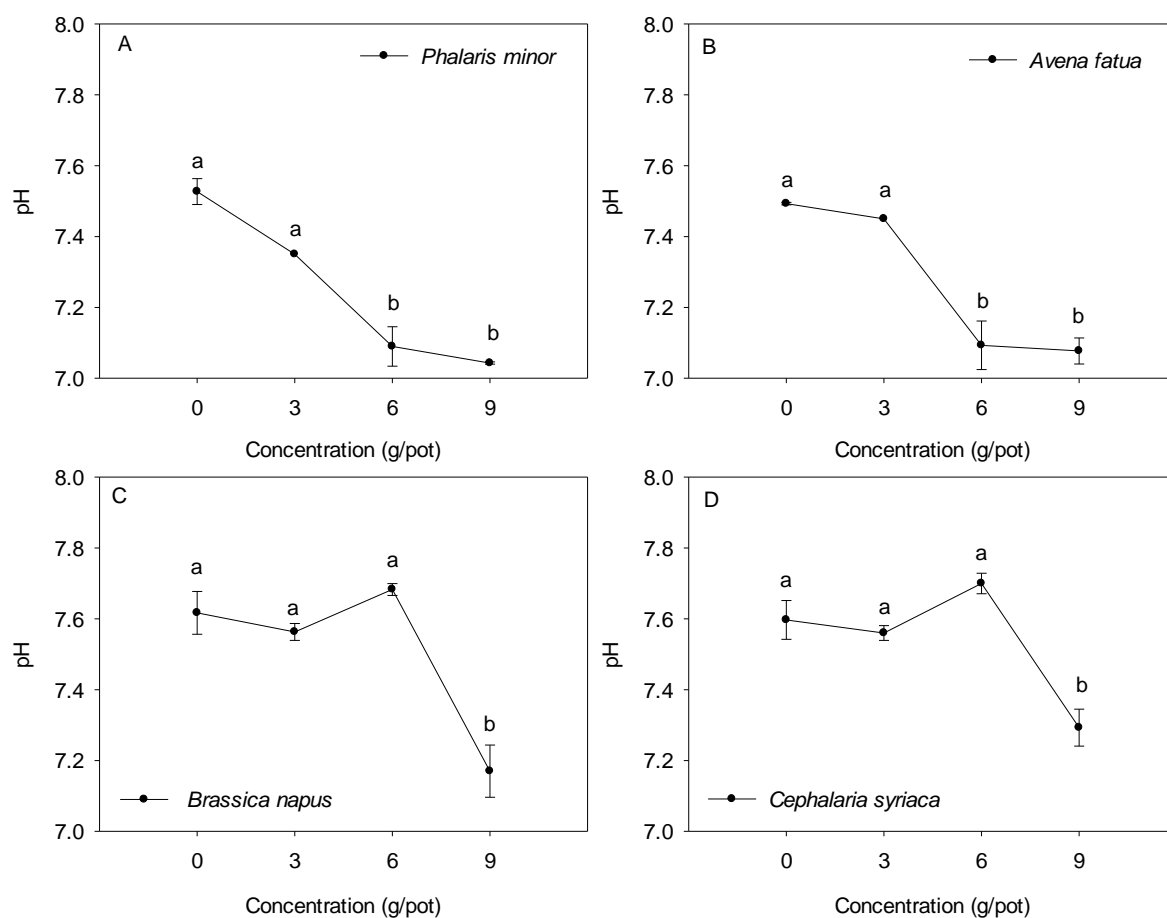 A
Phalaris minor
8.0
7.8
7.6
7.4
7.2
7.0
pH
a
a
b
b
0 3 6 9
Concentration (g/pot)
B
Avena fatua
8.0
7.8
7.6
7.4
7.2
7.0
pH
a
a
b
b
0 3 6 9
Concentration (g/pot)
C
8.0
7.8
7.6
7.4
7.2
7.0
pH
a
a
a
b
Brassica napus
0 3 6 9
Concentration (g/pot)
D
8.0
7.8
7.6
7.4
7.2
7.0
pH
a
a
a
b
Cephalaria syriaca
0 3 6 9
Concentration (g/pot)